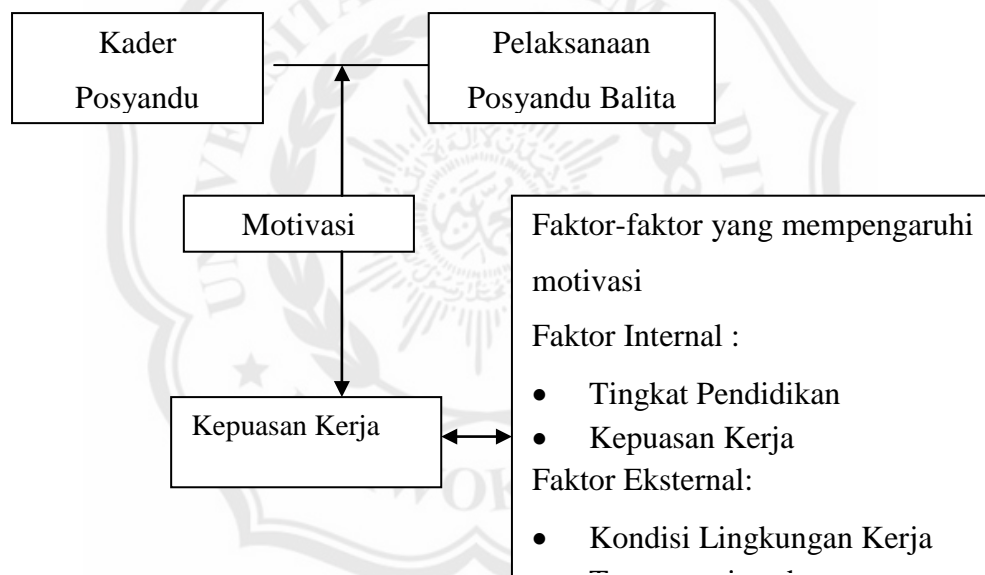 Kader
Posyandu
Pelaksanaan
Posyandu Balita
Motivasi
Faktor-faktor yang mempengaruhi
motivasi
Faktor Internal :
• Tingkat Pendidikan
• Kepuasan Kerja
Faktor Eksternal:
• Kondisi Lingkungan Kerja
Kepuasan Kerja